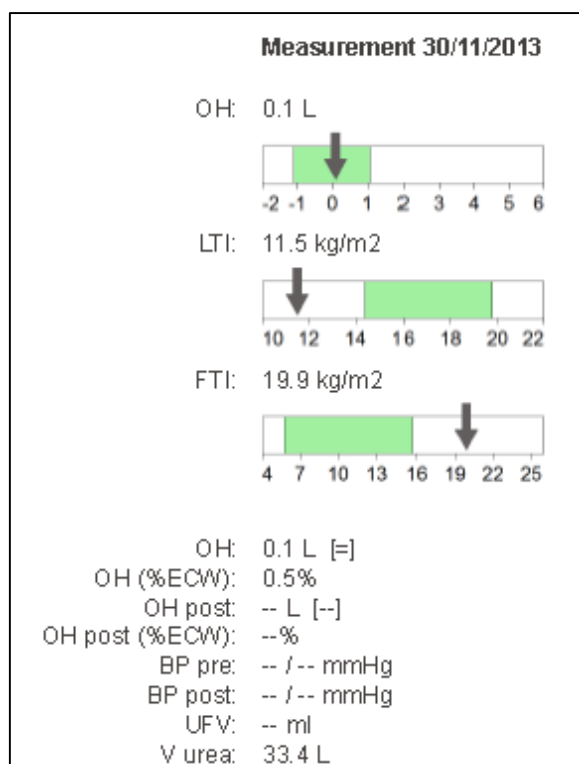 Measurement 30/11/2013
OH: 0.1 L
-2 -1 0 1 2 3 4 5 6
LTI: 11.5 kg/m2
10 12 14 16 18 20 22
FTI: 19.9 kg/m2
4 7 10 13 16 19 22 25
OH: 0.1 L [=]
OH (%ECW): 0.5%
OH post: -- L [--]
OH post (%ECW): --%
BP pre: -- / -- mmHg
BP post: -- / -- mmHg
UFV: -- ml
V urea: 33.4 L